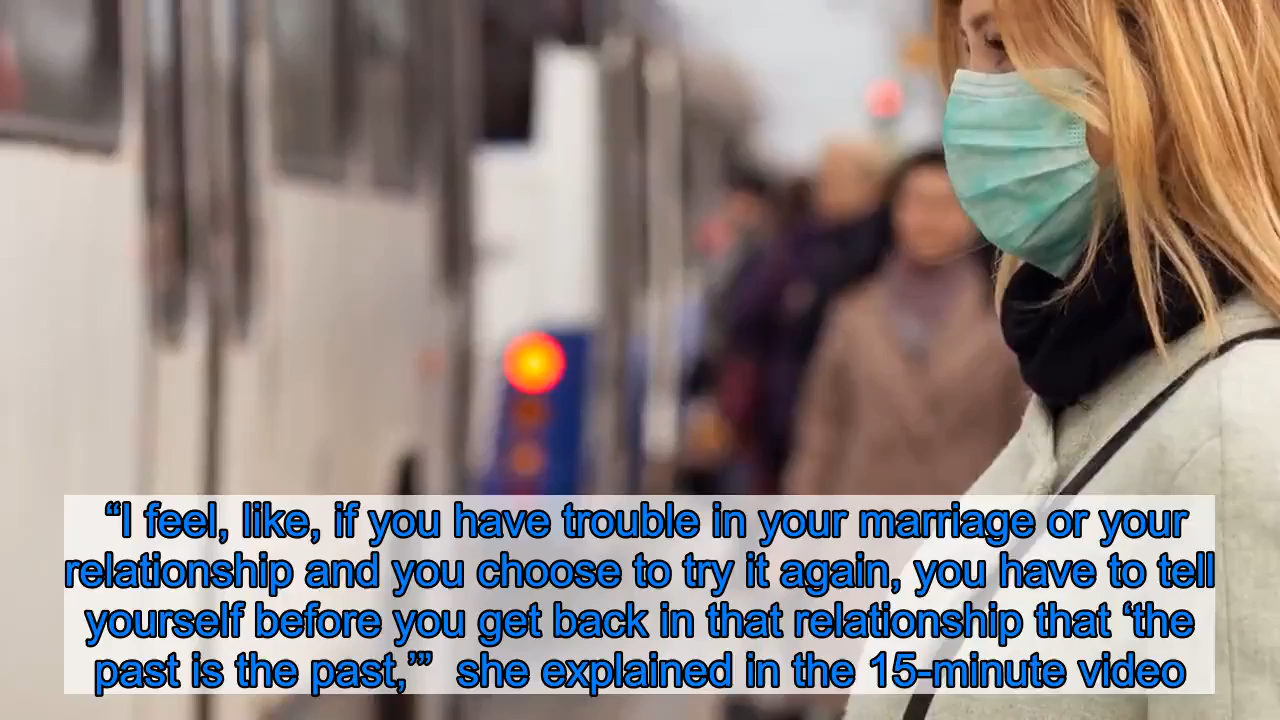 “I feel, like, if you have trouble in your marriage or your
relationship and you choose to try it again, you have to tell
yourself before you get back in that relationship that ‘the
past is the past,’” she explained in the 15-minute video